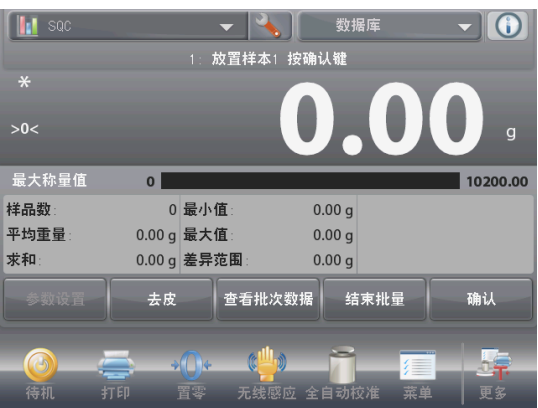 SQC 数据库
1: 放置样本1 按确认键
*
>0<
0.00 g
最大称量值 0 10200.00
样品数: 0 最小值: 0.00 g
平均重量: 0.00 g 最大值: 0.00 g
求和: 0.00 g 差异范围: 0.00 g
参数设置 去皮 查看批次数据 结束批量 确认
待机 打印 置零 无线感应 全自动校准 菜单 更多